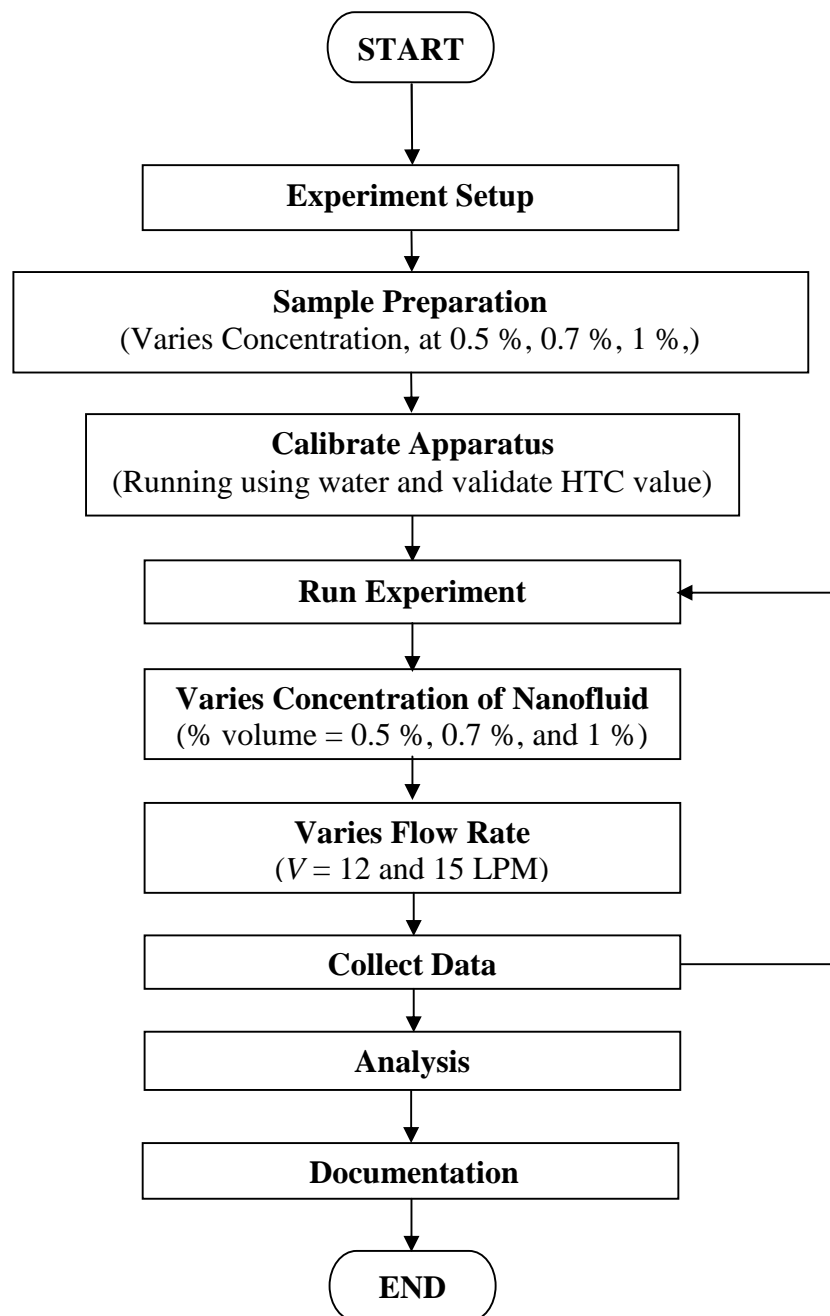 START
Experiment Setup
Sample Preparation
(Varies Concentration, at 0.5 %, 0.7 %, 1 %,)
Calibrate Apparatus
(Running using water and validate HTC value)
Run Experiment
Varies Concentration of Nanofluid
(% volume = 0.5 %, 0.7 %, and 1 %)
Varies Flow Rate
(V = 12 and 15 LPM)
Collect Data
Analysis
Documentation
END